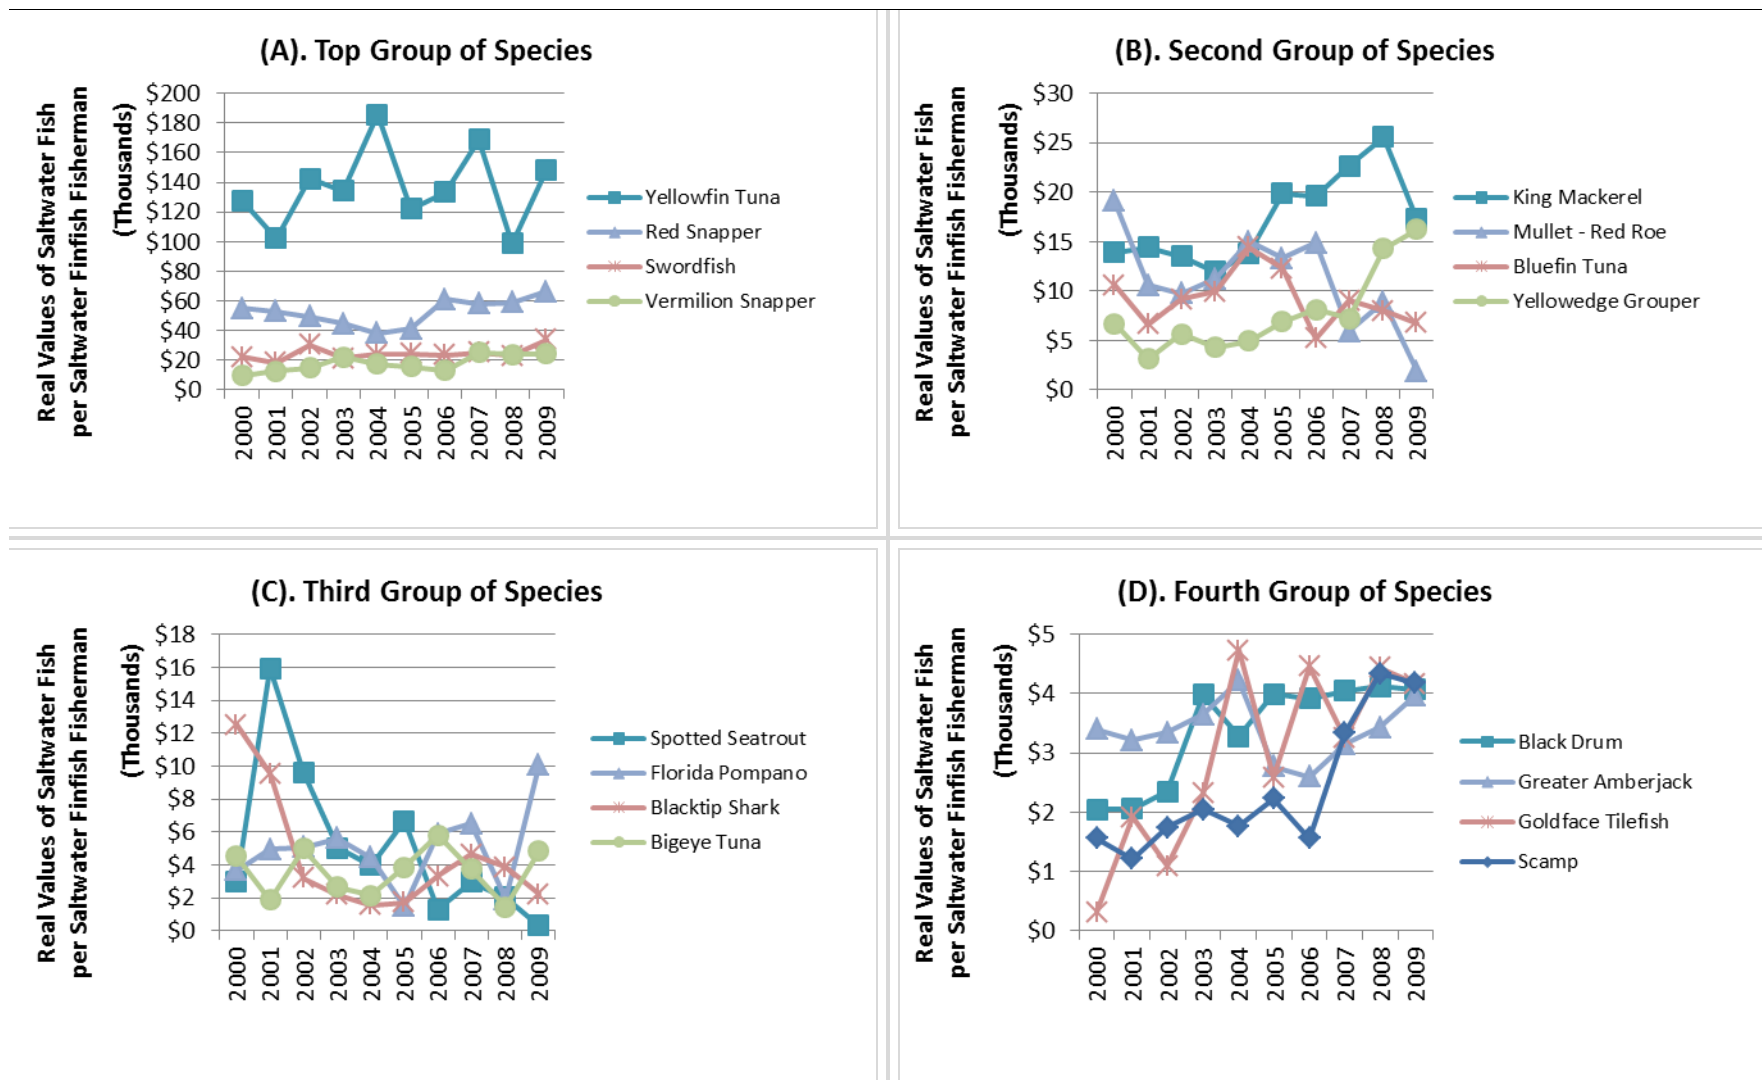 (A). Top Group of Species
Real Values of Saltwater Fish
per Saltwater Finfish Fisherman
(Thousands)
$200
$180
$160
$140
$120
$100
$80
$60
$40
$20
$0
2000
2001
2002
2003
2004
2005
2006
2007
2008
2009
Yellowfin Tuna
Red Snapper
Swordfish
Vermilion Snapper
(B). Second Group of Species
Real Values of Saltwater Fish
per Saltwater Finfish Fisherman
(Thousands)
$30
$25
$20
$15
$10
$5
$0
2000
2001
2002
2003
2004
2005
2006
2007
2008
2009
King Mackerel
Mullet - Red Roe
Bluefin Tuna
Yellowedge Grouper
(C). Third Group of Species
Real Values of Saltwater Fish
per Saltwater Finfish Fisherman
(Thousands)
$18
$16
$14
$12
$10
$8
$6
$4
$2
$0
2000
2001
2002
2003
2004
2005
2006
2007
2008
2009
Spotted Seatrout
Florida Pompano
Blacktip Shark
Bigeye Tuna
(D). Fourth Group of Species
Real Values of Saltwater Fish
per Saltwater Finfish Fisherman
(Thousands)
$5
$4
$3
$2
$1
$0
2000
2001
2002
2003
2004
2005
2006
2007
2008
2009
Black Drum
Greater Amberjack
Goldface Tilefish
Scamp